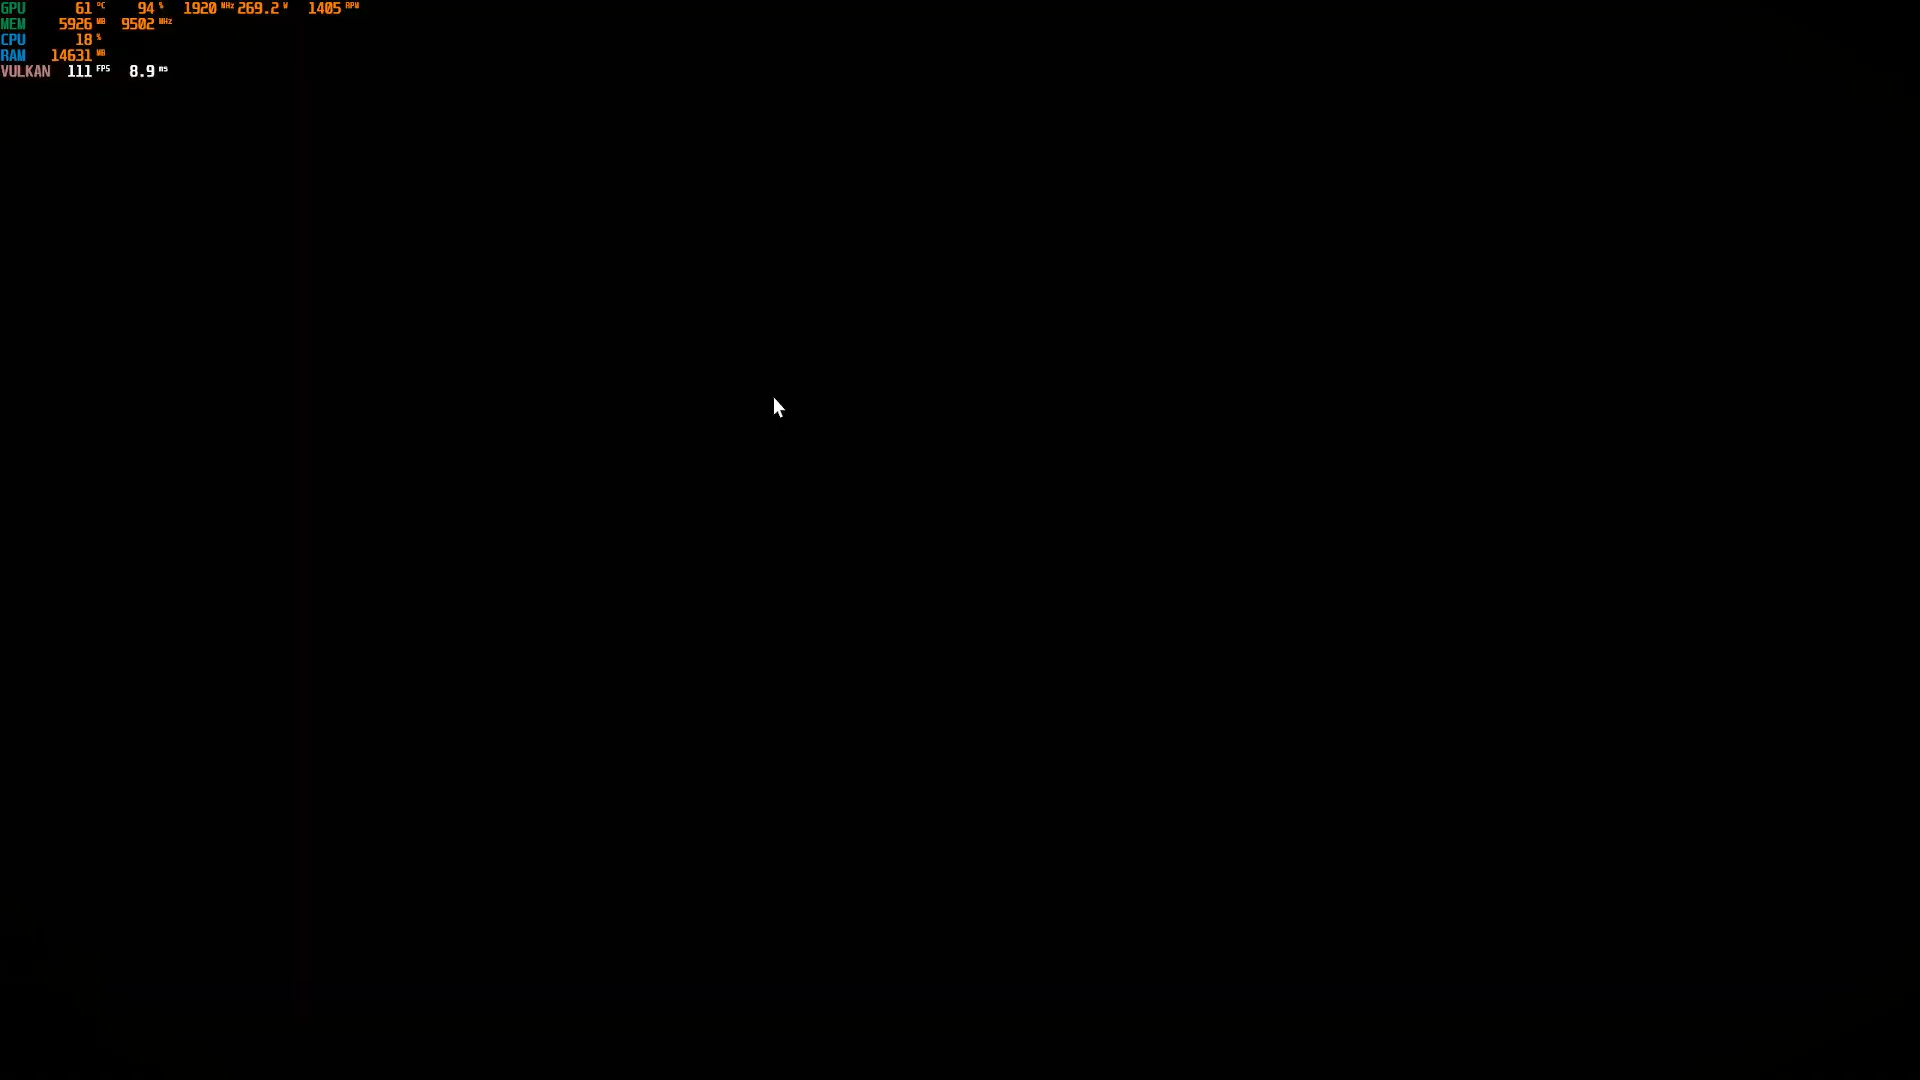 GPU 61 °C 94 % 1920 MHz 269.2 W 1405 RPM
MEM 5926 MB 9502 MHz
CPU 18 %
RAM 14631 MB
VULKAN 111 FPS 8.9 ms